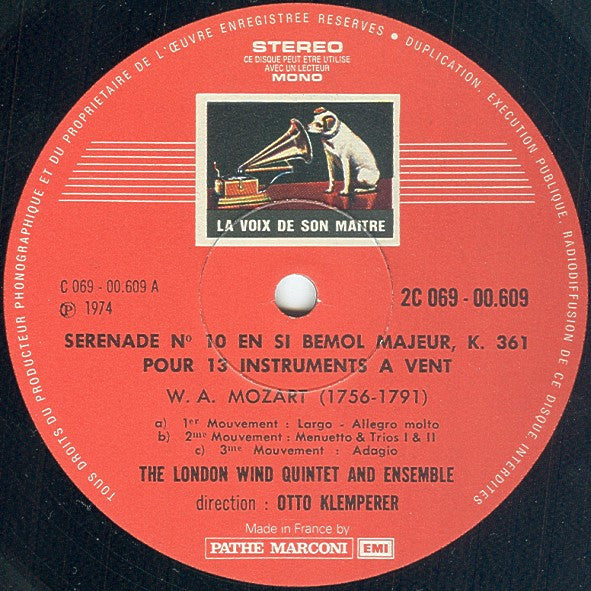 TOUS DROITS DU PRODUCTEUR PHONOGRAPHIQUE ET DU PROPRIETAIRE DE L'ŒUVRE ENREGISTREE RESERVES • DUPLICATION, EXECUTION PUBLIQUE, RADIODIFFUSION DE CE DISQUE INTERDITES
STEREO
CE DISQUE PEUT ETRE UTILISE
AVEC UN LECTEUR
MONO
LA VOIX DE SON MAITRE
C 069 - 00.609 A
℗ 1974
2C 069 - 00.609
SERENADE Nº 10 EN SI BEMOL MAJEUR, K. 361
POUR 13 INSTRUMENTS A VENT
W. A. MOZART (1756-1791)
a) 1er Mouvement : Largo - Allegro molto
b) 2me Mouvement : Menuetto & Trios I & II
c) 3me Mouvement : Adagio
THE LONDON WIND QUINTET AND ENSEMBLE
direction : OTTO KLEMPERER
Made in France by
PATHE MARCONI EMI